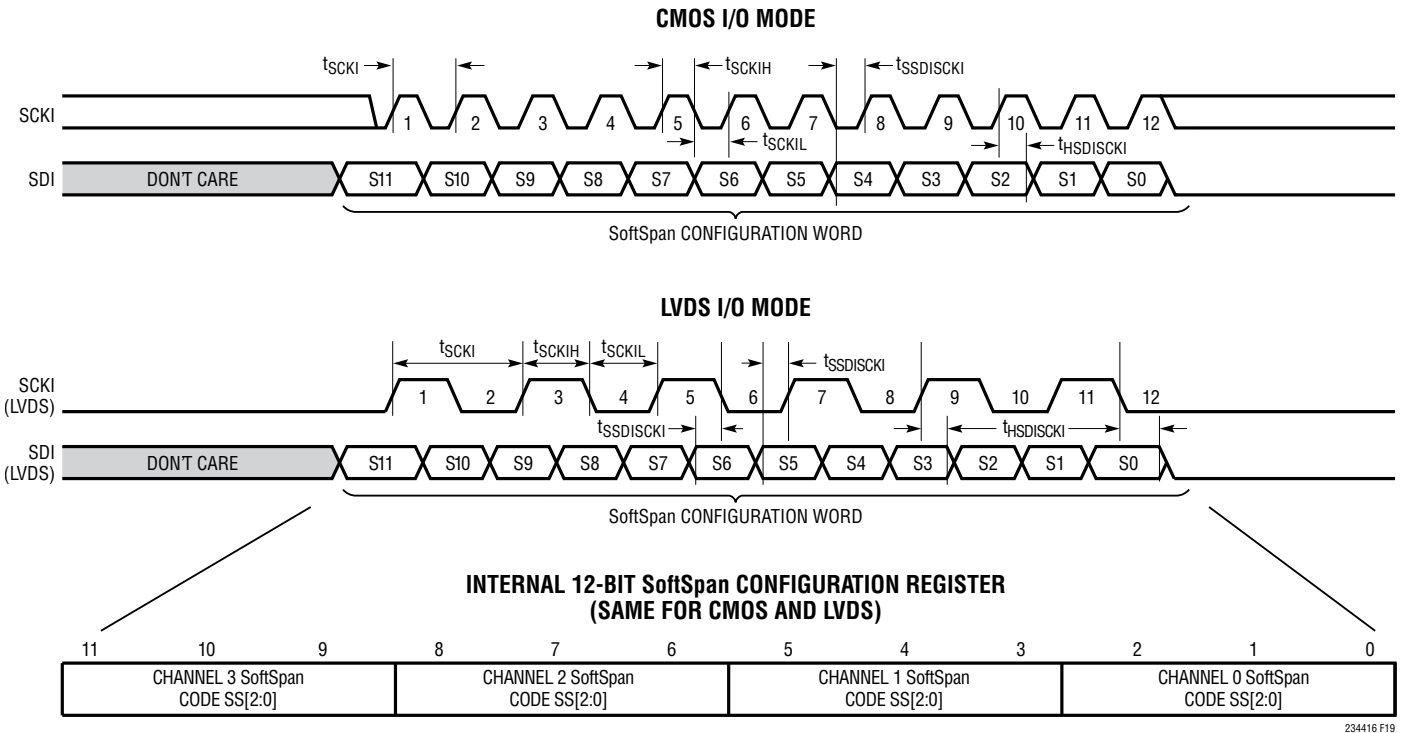 CMOS I/O MODE
tSCKI tSCKIH tSSDISCKI
SCKI 1 2 3 4 5 6 7 8 9 10 11 12
tSCKIL tHSDISCKI
SDI DON'T CARE S11 S10 S9 S8 S7 S6 S5 S4 S3 S2 S1 S0
SoftSpan CONFIGURATION WORD
LVDS I/O MODE
tSCKI tSCKIH tSCKIL tSSDISCKI
SCKI
(LVDS) 1 2 3 4 5 6 7 8 9 10 11 12
tSSDISCKI tHSDISCKI
SDI
(LVDS) DON'T CARE S11 S10 S9 S8 S7 S6 S5 S4 S3 S2 S1 S0
SoftSpan CONFIGURATION WORD
INTERNAL 12-BIT SoftSpan CONFIGURATION REGISTER
(SAME FOR CMOS AND LVDS)
11 10 9 8 7 6 5 4 3 2 1 0
CHANNEL 3 SoftSpan CHANNEL 2 SoftSpan CHANNEL 1 SoftSpan CHANNEL 0 SoftSpan
CODE SS[2:0] CODE SS[2:0] CODE SS[2:0] CODE SS[2:0]
234416 F19